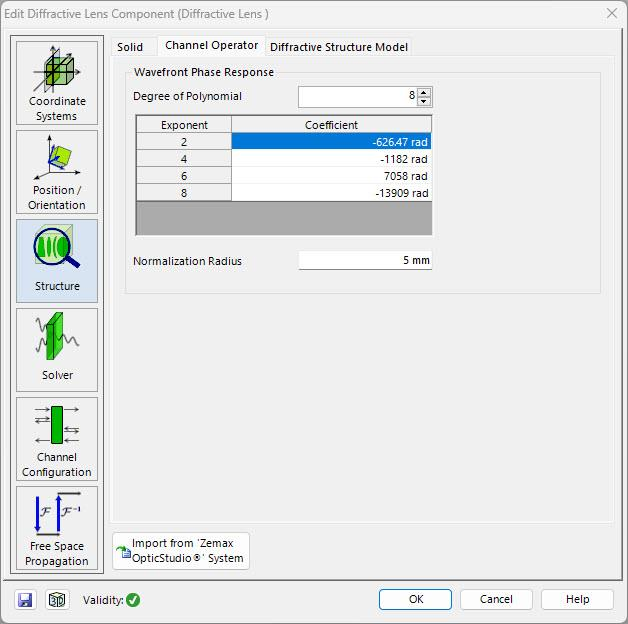 Edit Diffractive Lens Component (Diffractive Lens )
Coordinate
Systems
Position /
Orientation
Structure
Solver
Channel
Configuration
Free Space
Propagation
Solid
Channel Operator
Diffractive Structure Model
Wavefront Phase Response
Degree of Polynomial 8
Exponent Coefficient
2 -626.47 rad
4 -1182 rad
6 7058 rad
8 -13909 rad
Normalization Radius 5 mm
Import from 'Zemax
OpticStudio®' System
Validity:
OK
Cancel
Help